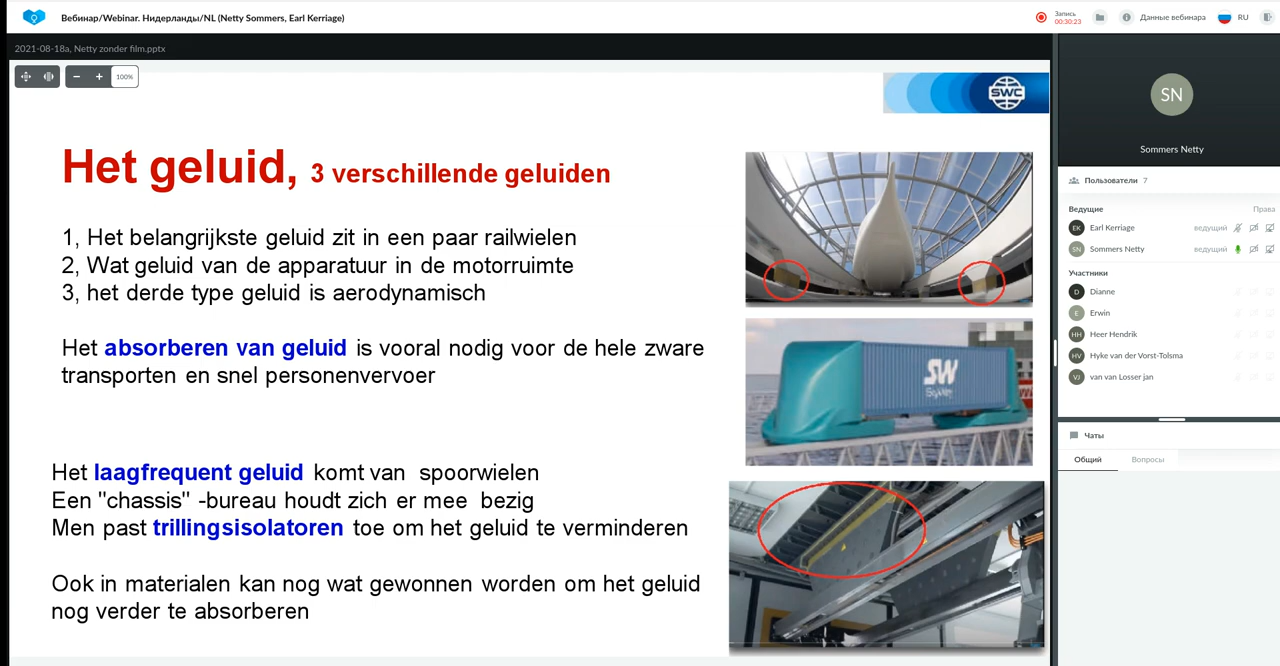 Вебинар/Webinar. Нидерланды/NL (Netty Sommers, Earl Kerriage)
Запись
00:30:23
Данные вебинара
RU
2021-08-18a, Netty zonder film.pptx
100%
SWC
Het geluid, 3 verschillende geluiden
1, Het belangrijkste geluid zit in een paar railwielen
2, Wat geluid van de apparatuur in de motorruimte
3, het derde type geluid is aerodynamisch
Het absorberen van geluid is vooral nodig voor de hele zware
transporten en snel personenvervoer
Het laagfrequent geluid komt van spoorwielen
Een "chassis" -bureau houdt zich er mee bezig
Men past trillingsisolatoren toe om het geluid te verminderen
Ook in materialen kan nog wat gewonnen worden om het geluid
nog verder te absorberen
SW
SkyWay
SN
Sommers Netty
Пользователи 7
Ведущие Права
EK Earl Kerriage ведущий
SN Sommers Netty ведущий
Участники
D Dianne
E Erwin
HH Heer Hendrik
HV Hyke van der Vorst-Tolsma
VJ van van Losser jan
Чаты
Общий Вопросы